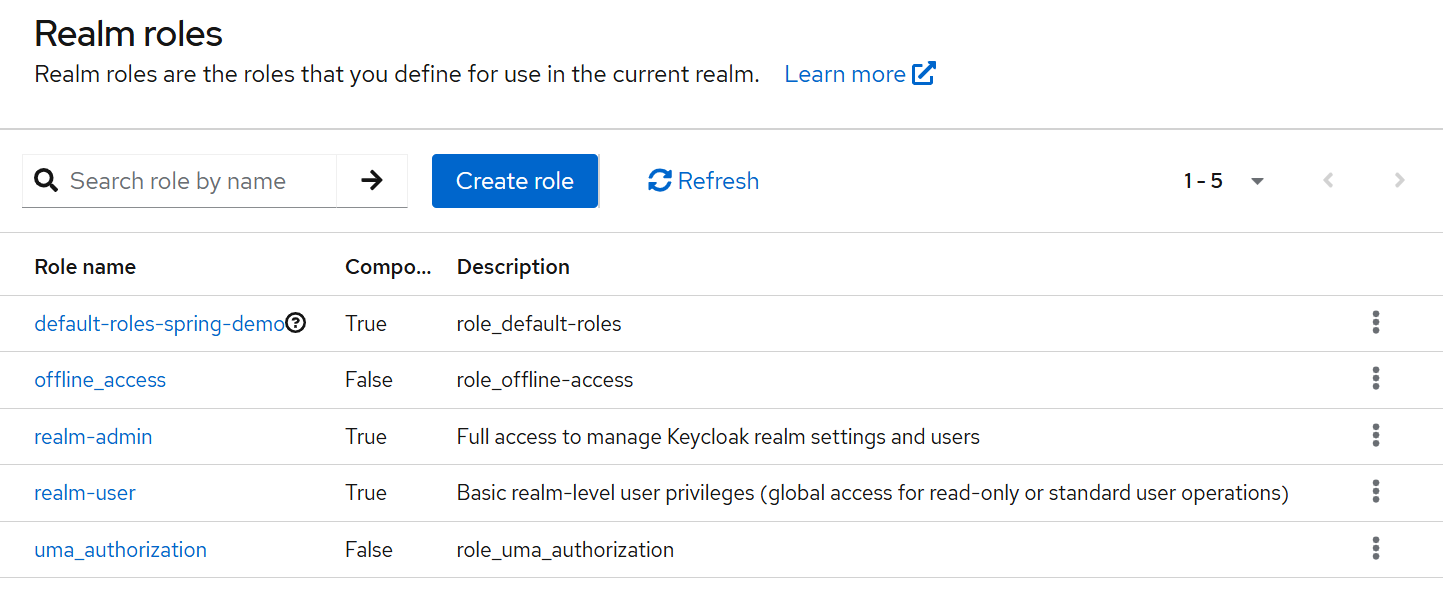 Realm roles
Realm roles are the roles that you define for use in the current realm. Learn more
Search role by name Create role Refresh 1 - 5
Role name Compo... Description
default-roles-spring-demo True role_default-roles
offline_access False role_offline-access
realm-admin True Full access to manage Keycloak realm settings and users
realm-user True Basic realm-level user privileges (global access for read-only or standard user operations)
uma_authorization False role_uma_authorization